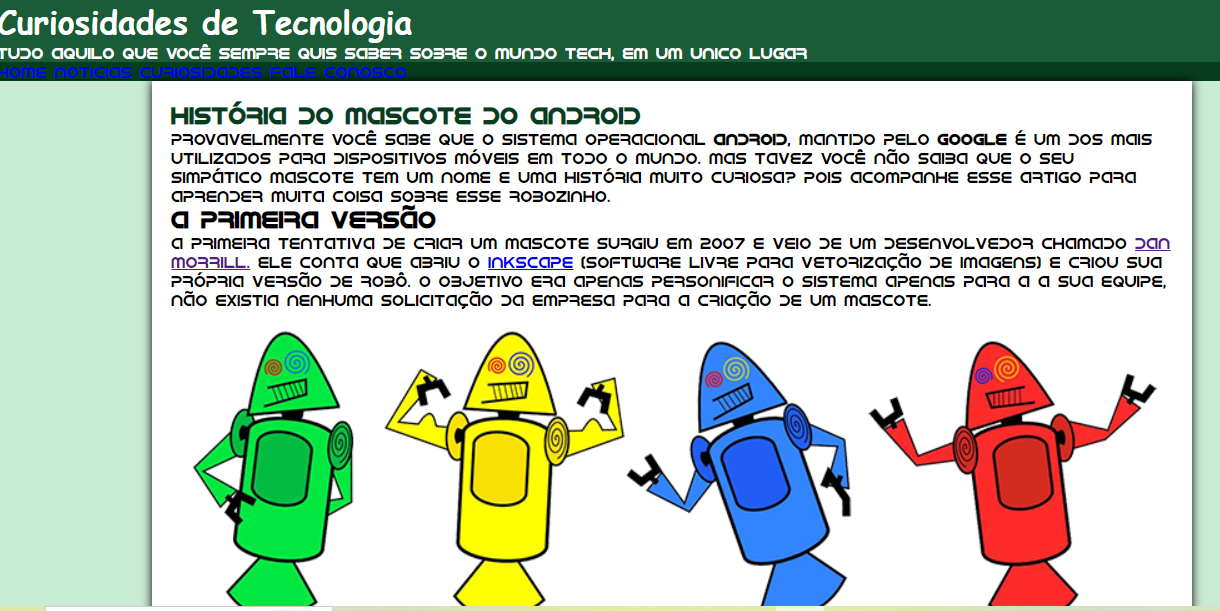 Curiosidades de Tecnologia
TUDO AQUILO QUE VOCÊ SEMPRE QUIS SABER SOBRE O MUNDO TECH, EM UM UNICO LUGAR
HOME NOTICIAS CURIOSIDADES FALE CONOSCO
HISTÓRIA DO MASCOTE DO ANDROID
PROVAVELMENTE VOCÊ SABE QUE O SISTEMA OPERACIONAL ANDROID, MANTIDO PELO GOOGLE É UM DOS MAIS
UTILIZADOS PARA DISPOSITIVOS MÓVEIS EM TODO O MUNDO. MAS TAVEZ VOCÊ NÃO SAIBA QUE O SEU
SIMPÁTICO MASCOTE TEM UM NOME E UMA HISTÓRIA MUITO CURIOSA? POIS ACOMPANHE ESSE ARTIGO PARA
APRENDER MUITA COISA SOBRE ESSE ROBOZINHO.
A PRIMEIRA VERSÃO
A PRIMEIRA TENTATIVA DE CRIAR UM MASCOTE SURGIU EM 2007 E VEIO DE UM DESENVOLVEDOR CHAMADO DAN
MORRILL. ELE CONTA QUE ABRIU O INKSCAPE (SOFTWARE LIVRE PARA VETORIZAÇÃO DE IMAGENS) E CRIOU SUA
PRÓPRIA VERSÃO DE ROBÔ. O OBJETIVO ERA APENAS PERSONIFICAR O SISTEMA APENAS PARA A A SUA EQUIPE,
NÃO EXISTIA NENHUMA SOLICITAÇÃO DA EMPRESA PARA A CRIAÇÃO DE UM MASCOTE.